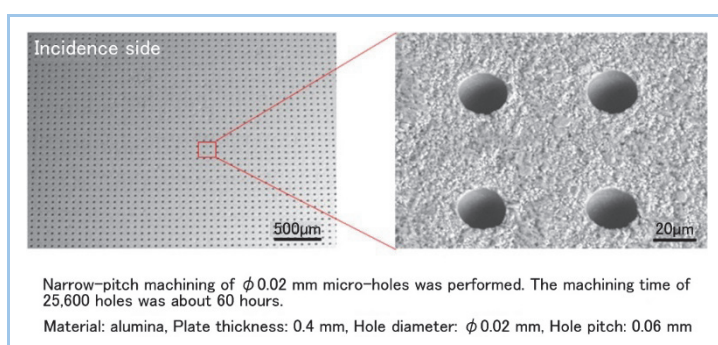 Incidence side
500μm
20μm
Narrow-pitch machining of ϕ0.02 mm micro-holes was performed. The machining time of
25,600 holes was about 60 hours.
Material: alumina, Plate thickness: 0.4 mm, Hole diameter: ϕ0.02 mm, Hole pitch: 0.06 mm